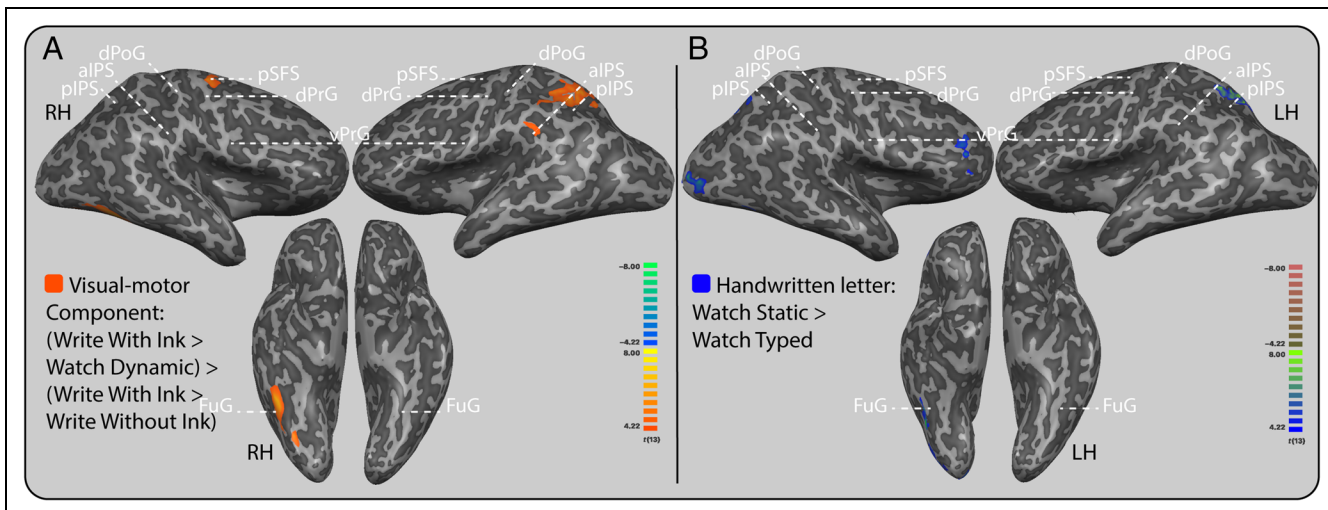 A
dPoG
aIPS
pIPS
RH
pSFS
dPrG
vPrG
pSFS
dPrG
dPoG
aIPS
pIPS
Visual-motor
Component:
(Write With Ink >
Watch Dynamic) >
(Write With Ink >
Write Without Ink)
FuG
FuG
RH
-8.00
-4.22
8.00
4.22
t(13)
B
dPoG
aIPS
pIPS
RH
pSFS
dPrG
vPrG
pSFS
dPrG
dPoG
aIPS
pIPS
LH
Handwritten letter:
Watch Static >
Watch Typed
FuG
FuG
LH
-8.00
-4.22
8.00
4.22
t(13)